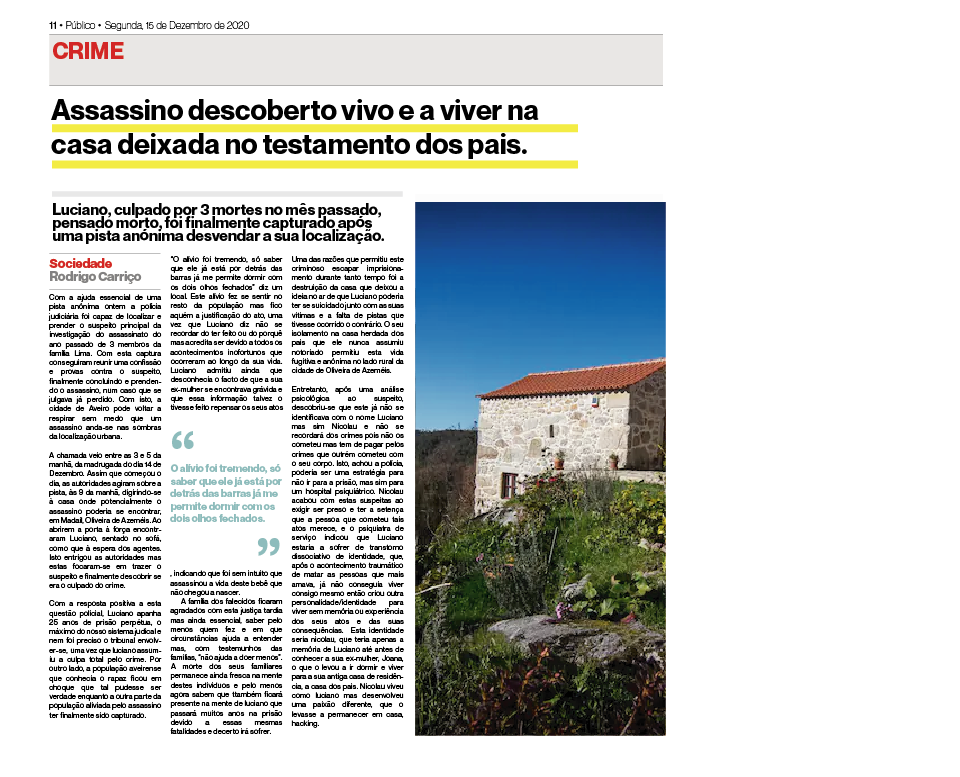 11 • Público • Segunda, 15 de Dezembro de 2020
CRIME
Assassino descoberto vivo e a viver na
casa deixada no testamento dos pais.
Luciano, culpado por 3 mortes no mês passado,
pensado morto, foi finalmente capturado após
uma pista anónima desvendar a sua localização.
Sociedade
Rodrigo Carriço
Com a ajuda essencial de uma
pista anónima ontem a polícia
judiciária foi capaz de localizar e
prender o suspeito principal da
investigação do assassinato do
ano passado de 3 membros da
família Lima. Com esta captura
conseguiram reunir uma confissão
e provas contra o suspeito,
finalmente concluíndo e prenden-
do o assassino, num caso que se
julgava já perdido. Com isto, a
cidade de Aveiro pode voltar a
respirar sem medo que um
assassino anda-se nas sombras
da localização urbana.
A chamada veio entre as 3 e 5 da
manhã, da madrugada do dia 14 de
Dezembro. Assim que começou o
dia, as autoridades agiram sobre a
pista, às 9 da manhã, digirindo-se
à casa onde potencialmente o
assassino poderia se encontrar,
em Madail, Oliveira de Azeméis. Ao
abrirem a porta à força encontr-
aram Luciano, sentado no sofá,
como que à espera dos agentes.
Isto entrigou as autoridades mas
estas focaram-se em trazer o
suspeito e finalmente descobrir se
era o culpado do crime.
Com a resposta positiva a esta
questão policial, Luciano apanha
25 anos de prisão perpétua, o
máximo do nosso sistema judical e
nem foi preciso o tribunal envolv-
er-se, uma vez que luciano assum-
iu a culpa total pelo crime. Por
outro lado, a população aveirense
que conhecia o rapaz ficou em
choque que tal pudesse ser
verdade enquanto a outra parte da
população aliviada pelo assassino
ter finalmente sido capturado.
"O alívio foi tremendo, só saber
que ele já está por detrás das
barras já me permite dormir com
os dois olhos fechados" diz um
local. Este alívio fez se sentir no
resto da população mas fico
aquém a justificação do ato, uma
vez que Luciano diz não se
recordar do ter feito ou do porquê
mas acredita ser devido a todos os
acontecimentos inofortunos que
ocorreram ao longo da sua vida.
Luciano admitiu ainda que
desconhecia o facto de que a sua
ex-mulher se encontrava grávida e
que essa informação talvez o
tivesse feito repensar os seus atos
“
O alívio foi tremendo, só
saber que ele já está por
detrás das barras já me
permite dormir com os
dois olhos fechados.
”
, indicando que foi sem intuito que
assassinou a vida deste bebé que
não chegou a nascer.
A família dos falecidos ficaram
agradados com esta justiça tardia
mas ainda essencial, saber pelo
menos quem fez e em que
circunstâncias ajuda a entender
mas, com testemunhos das
famílias, "não ajuda a doer menos".
A morte dos seus familiares
permanece ainda fresca na mente
destes indivíduos e pelo menos
agora sabem que ttambém ficará
presente na mente de luciano que
passará muitos anos na prisão
devido a essas mesmas
fatalidades e decerto irá sofrer.
Uma das razões que permitiu este
criminoso escapar imprisiona-
mento durante tanto tempo foi a
destruíção da casa que deixou a
ideia no ar de que Luciano poderia
ter se suicidado junto com as suas
vítimas e a falta de pistas que
tivesse ocorrido o contrário. O seu
isolamento na casa herdada dos
pais que ele nunca assumiu
notoriado permitiu esta vida
fugitiva e anónima no lado rural da
cidade de Oliveira de Azeméis.
Entretanto, após uma análise
psicológica ao suspeito,
descobriu-se que este já não se
identificava com o nome Luciano
mas sim Nicolau e não se
recordará dos crimes pois não os
cometeu mas tem de pagar pelos
crimes que outrém cometeu com
o seu corpo. Isto, achou a polícia,
poderia ser uma estratégia para
não ir para a prisão, mas sim para
um hospital psiquiátrico. Nicolau
acabou com estas suspeitas ao
exigir ser preso e ter a setença
que a pessoa que cometeu tais
atos merece, e o psiquiatra de
serviço indicou que Luciano
estaria a sofrer de transtorno
dissociativo de identidade, que,
após o acontecimento traumático
de matar as pessoas que mais
amava, já não conseguia viver
consigo mesmo então criou outra
personalidade/identidade para
viver sem memória ou experiência
dos seus atos e das suas
consequências. Esta identidade
seria nicolau, que teria apenas a
memória de Luciano até antes de
conhecer a sua ex-mulher, Joana,
o que o levou a ir dormir e viver
para a sua antiga casa de residên-
cia, a casa dos pais. Nicolau viveu
como luciano mas desenvolveu
uma paixão diferente, que o
levasse a permanecer em casa,
hacking.